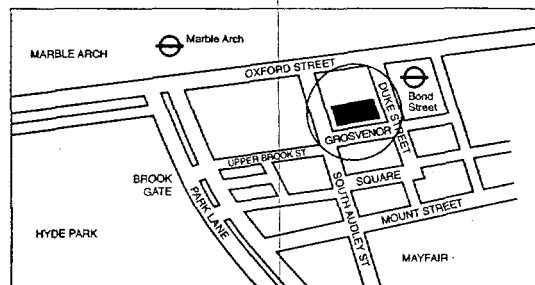 MARBLE ARCH
Marble Arch
OXFORD STREET
DUKE STREET
Bond
Street
GROSVENOR
UPPER BROOK ST
SQUARE
BROOK
GATE
PARK LANE
SOUTH AUDLEY ST
MOUNT STREET
HYDE PARK
MAYFAIR